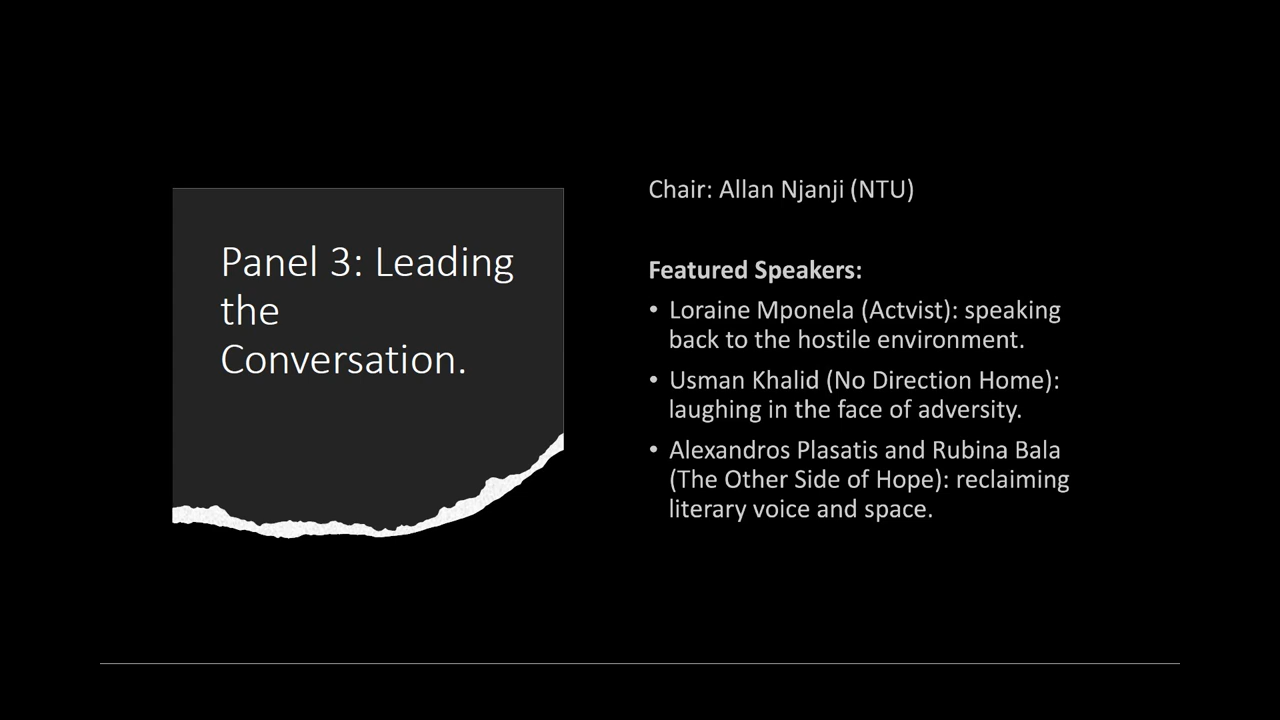 Panel 3: Leading
the
Conversation.
Chair: Allan Njanji (NTU)
Featured Speakers:
• Loraine Mponela (Actvist): speaking
back to the hostile environment.
• Usman Khalid (No Direction Home):
laughing in the face of adversity.
• Alexandros Plasatis and Rubina Bala
(The Other Side of Hope): reclaiming
literary voice and space.